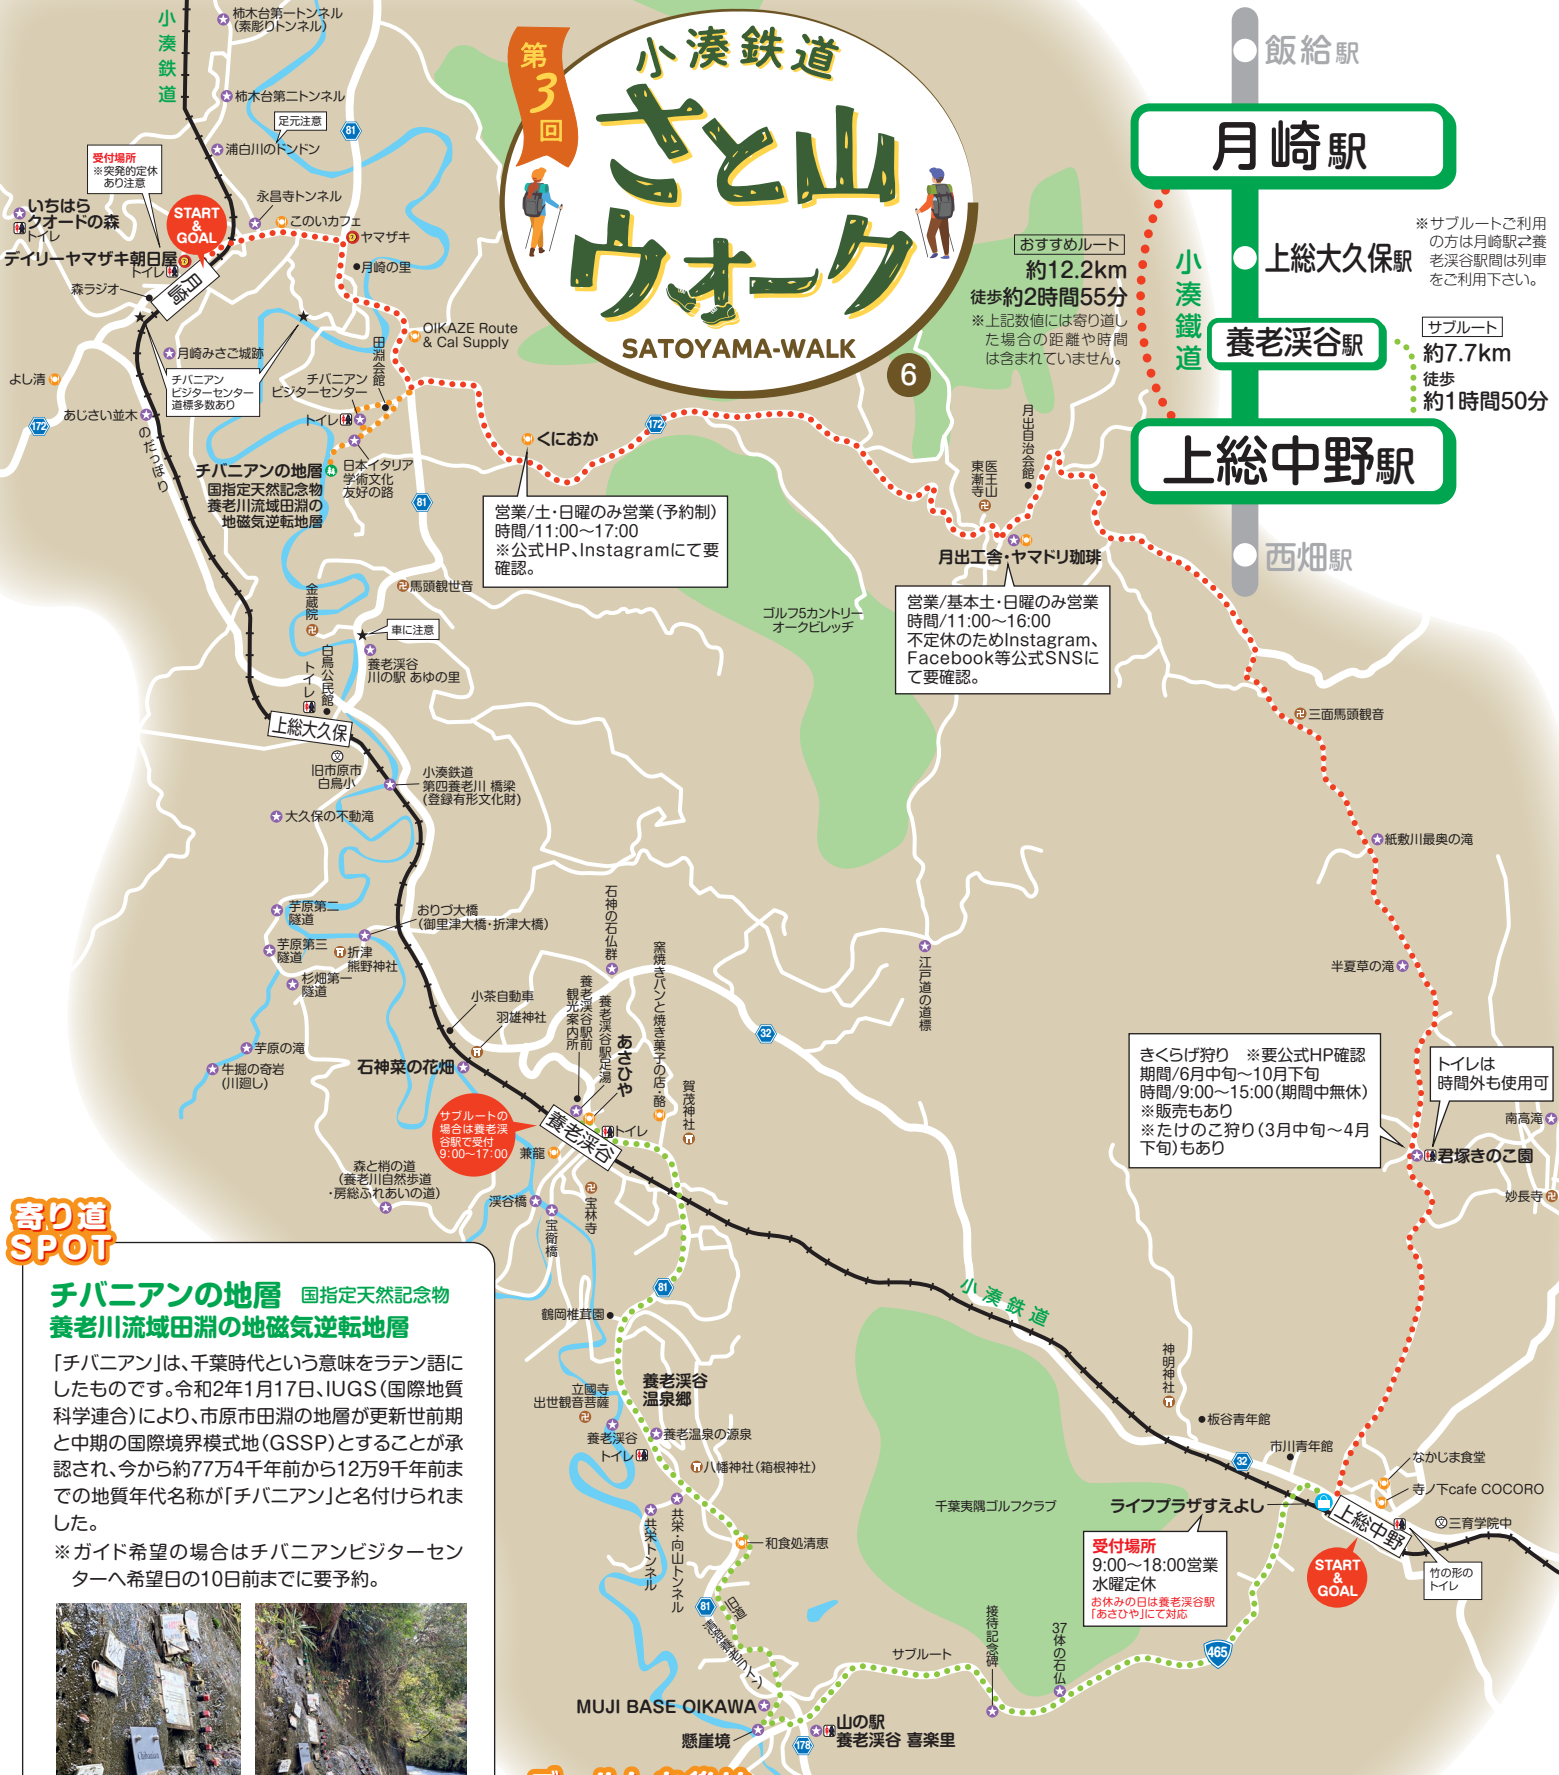 第
3
回
小湊鉄道
さと山
ウォーク
SATOYAMA-WALK
6
飯給駅
月崎駅
上総大久保駅
養老渓谷駅
上総中野駅
西畑駅
小湊鐵道
おすすめルート
約12.2km
徒歩約2時間55分
※上記数値には寄り道し
た場合の距離や時間
は含まれていません。
※サブルートご利用
の方は月崎駅⇄養
老渓谷駅間は列車
をご利用下さい。
サブルート
約7.7km
徒歩
約1時間50分
小湊鉄道
柿木台第一トンネル
(素彫りトンネル)
柿木台第二トンネル
足元注意
81
浦白川のドンドン
受付場所
※突発的定休
あり注意
永昌寺トンネル
いちはら
クオードの森
トイレ
START
&
GOAL
このいカフェ
ヤマザキ
デイリーヤマザキ朝日屋
トイレ
月崎の里
森ラジオ
月崎
OIKAZE Route
& Cal Supply
田淵会館
月崎みさご城跡
よし清
チバニアン
ビジターセンター
道標多数あり
チバニアン
ビジターセンター
あじさい並木
トイレ
172
のだっぽり
くにおか
172
チバニアンの地層
国指定天然記念物
養老川流域田淵の
地磁気逆転地層
日本イタリア
学術文化
友好の路
81
営業/土・日曜のみ営業(予約制)
時間/11:00〜17:00
※公式HP、Instagramにて要
確認。
月出自治会館
医王山
東漸寺
月出工舎・ヤマドリ珈琲
営業/基本土・日曜のみ営業
時間/11:00〜16:00
不定休のためInstagram、
Facebook等公式SNSに
て要確認。
ゴルフ5カントリー
オークビレッヂ
馬頭観世音
金蔵院
車に注意
白鳥公民館
トイレ
養老渓谷
川の駅 あゆの里
上総大久保
旧市原市
白鳥小
小湊鉄道
第四養老川 橋梁
(登録有形文化財)
大久保の不動滝
三面馬頭観音
紙敷川最奥の滝
半夏草の滝
芋原第二
隧道
おりづ大橋
(御里津大橋・折津大橋)
芋原第三
隧道
折津
熊野神社
杉畑第一
隧道
石神の石仏群
窯焼きパンと焼き菓子の店・酪
江戸道の道標
小茶自動車
羽雄神社
養老渓谷駅前
観光案内所
養老渓谷駅足湯
あさひや
32
芋原の滝
牛掘の奇岩
(川廻し)
石神菜の花畑
賀茂神社
サブルートの
場合は養老渓
谷駅で受付
9:00〜17:00
養老渓谷
トイレ
兼龍
きくらげ狩り ※要公式HP確認
期間/6月中旬〜10月下旬
時間/9:00〜15:00(期間中無休)
※販売もあり
※たけのこ狩り(3月中旬〜4月
下旬)もあり
トイレは
時間外も使用可
南高滝
君塚きのこ園
妙長寺
森と梢の道
(養老川自然歩道
・房総ふれあいの道)
渓谷橋
宝衛橋
宝林寺
寄り道
SPOT
チバニアンの地層 国指定天然記念物
養老川流域田淵の地磁気逆転地層
「チバニアン」は、千葉時代という意味をラテン語に
したものです。令和2年1月17日、IUGS(国際地質
科学連合)により、市原市田淵の地層が更新世前期
と中期の国際境界模式地(GSSP)とすることが承
認され、今から約77万4千年前から12万9千年前ま
での地質年代名称が「チバニアン」と名付けられま
した。
※ガイド希望の場合はチバニアンビジターセン
ターへ希望日の10日前までに要予約。
Chibanian
81
鶴岡椎茸園
小湊鉄道
養老渓谷
温泉郷
立國寺
出世観音菩薩
養老渓谷
トイレ
養老温泉の源泉
八幡神社(箱根神社)
共栄トンネル
共栄・向山トンネル
和食処清恵
神明神社
板谷青年館
32
市川青年館
なかじま食堂
寺ノ下cafe COCORO
千葉夷隅ゴルフクラブ
ライフプラザすえよし
上総中野
三育学院中
受付場所
9:00〜18:00営業
水曜定休
お休みの日は養老渓谷駅
「あさひや」にて対応
START
&
GOAL
竹の形の
トイレ
81
旧道
清澄養老ライン
サブルート
接待記念碑
37体の石仏
465
MUJI BASE OIKAWA
懸崖境
178
山の駅
養老渓谷 喜楽里